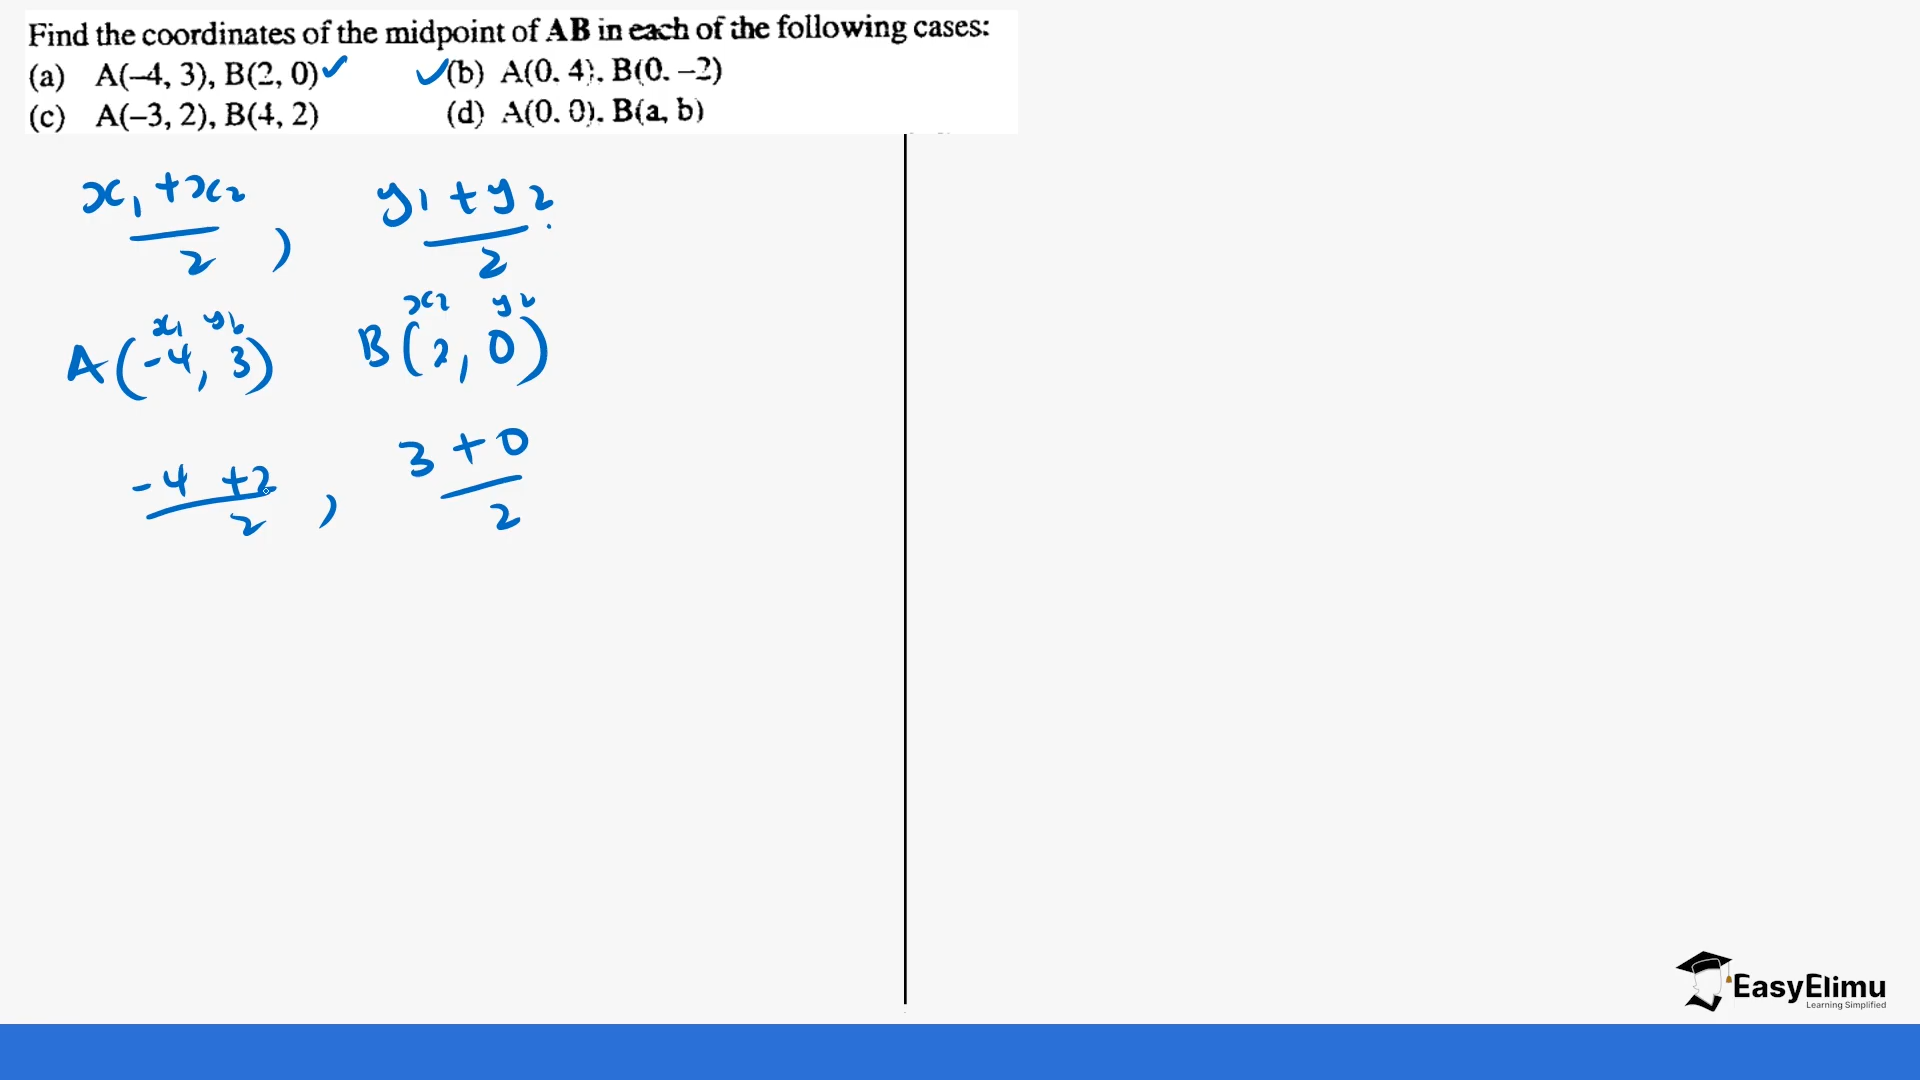 Find the coordinates of the midpoint of AB in each of the following cases:
(a) A(–4, 3), B(2, 0) ✓ ✓(b) A(0. 4). B(0. –2)
(c) A(–3, 2), B(4, 2) (d) A(0. 0). B(a, b)
x₁ + x₂ / 2 , y₁ + y₂ / 2
x₁ x₂ y₂
A(-4, 3) B(2, 0)
-4 + 2 / 2 , 3 + 0 / 2
EasyElimu
Learning Simplified